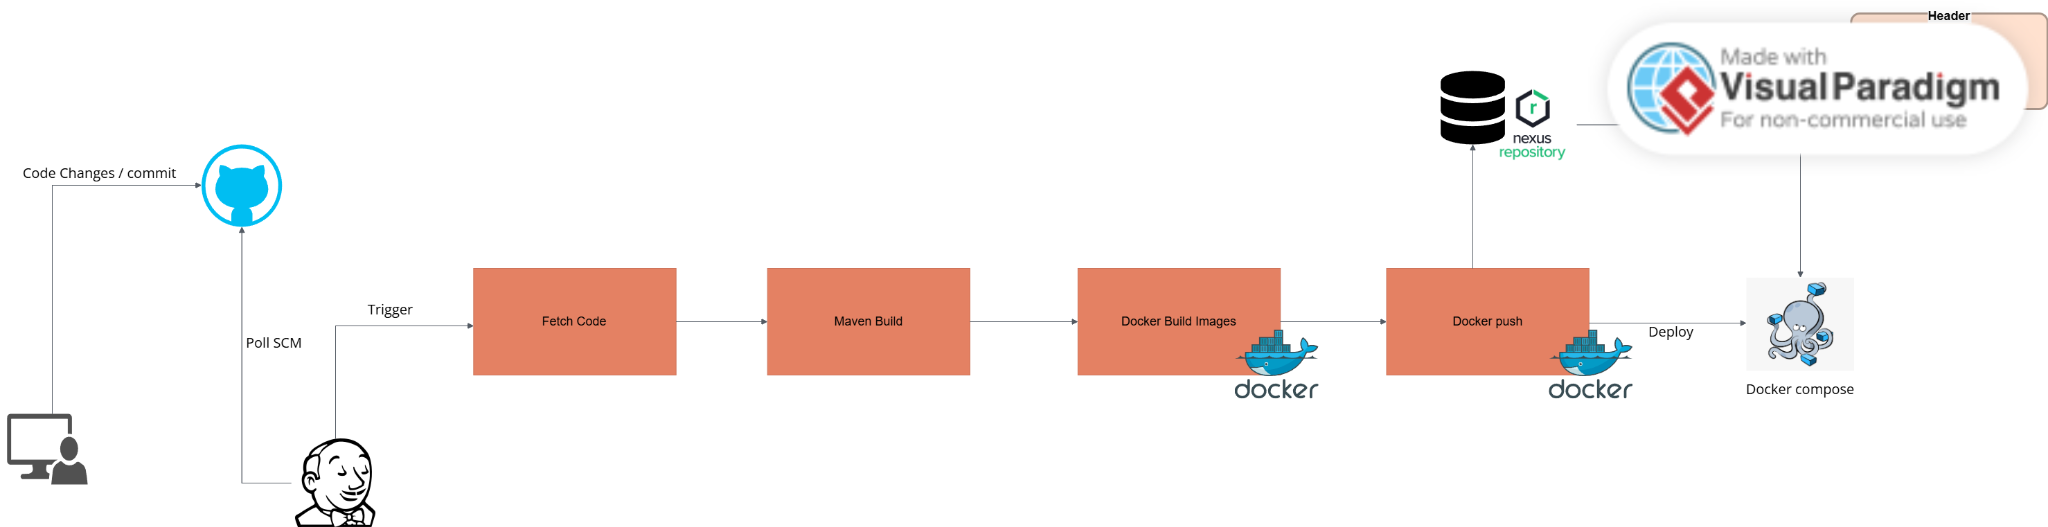 Header
Made with
Visual Paradigm
For non-commercial use
r
nexus
repository
Code Changes / commit
Trigger
Poll SCM
Fetch Code
Maven Build
Docker Build Images
docker
Docker push
docker
Deploy
Docker compose